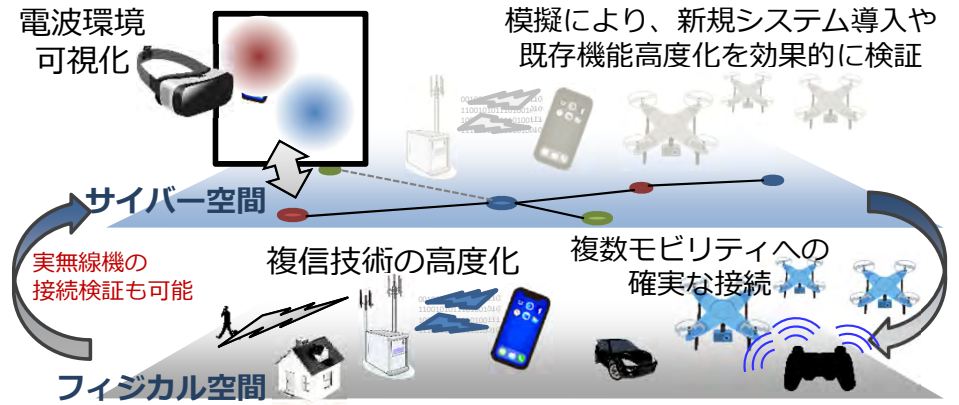 電波環境
可視化
模擬により、新規システム導入や
既存機能高度化を効果的に検証
サイバー空間
実無線機の
接続検証も可能
複信技術の高度化
複数モビリティへの
確実な接続
フィジカル空間